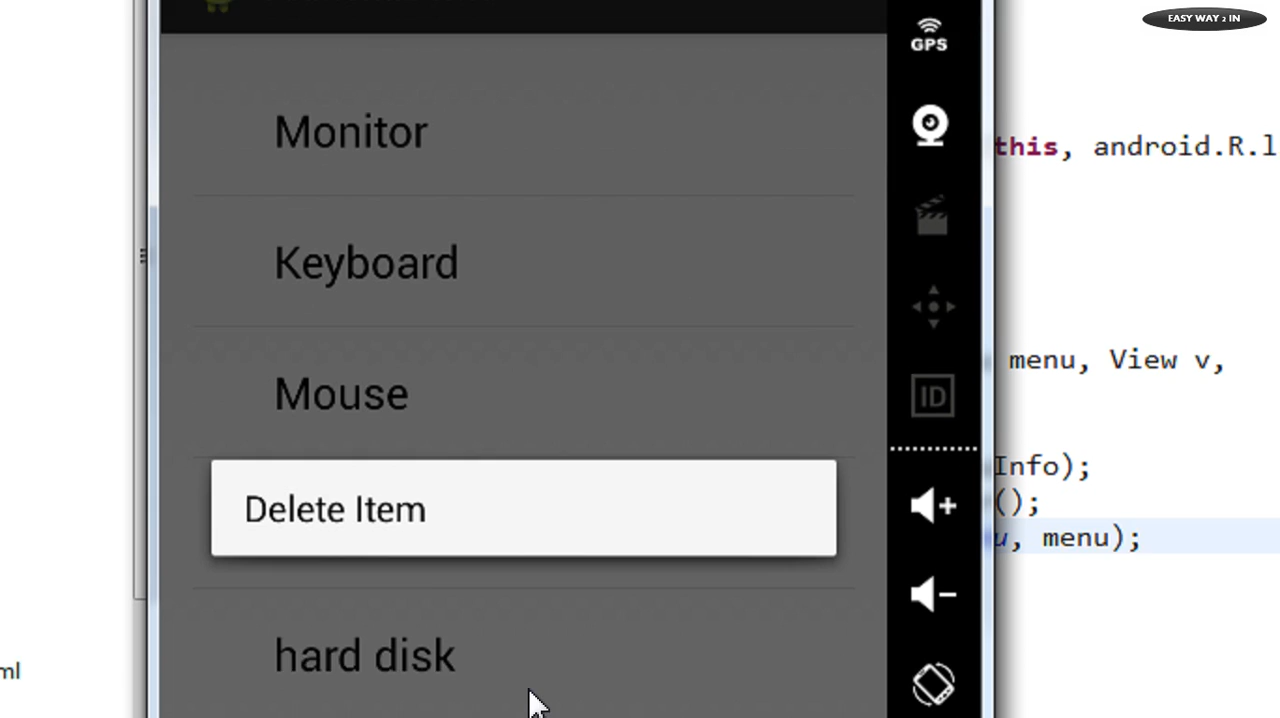 EASY WAY 2 IN
GPS
Monitor
this, android.R.l
Keyboard
Mouse
menu, View v,
ID
Info);
Delete Item
();
u, menu);
hard disk
ml